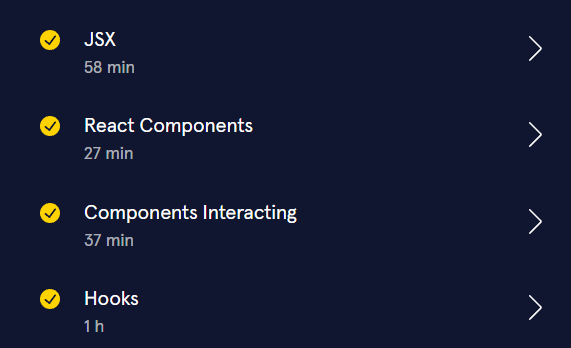 JSX
58 min
React Components
27 min
Components Interacting
37 min
Hooks
1 h